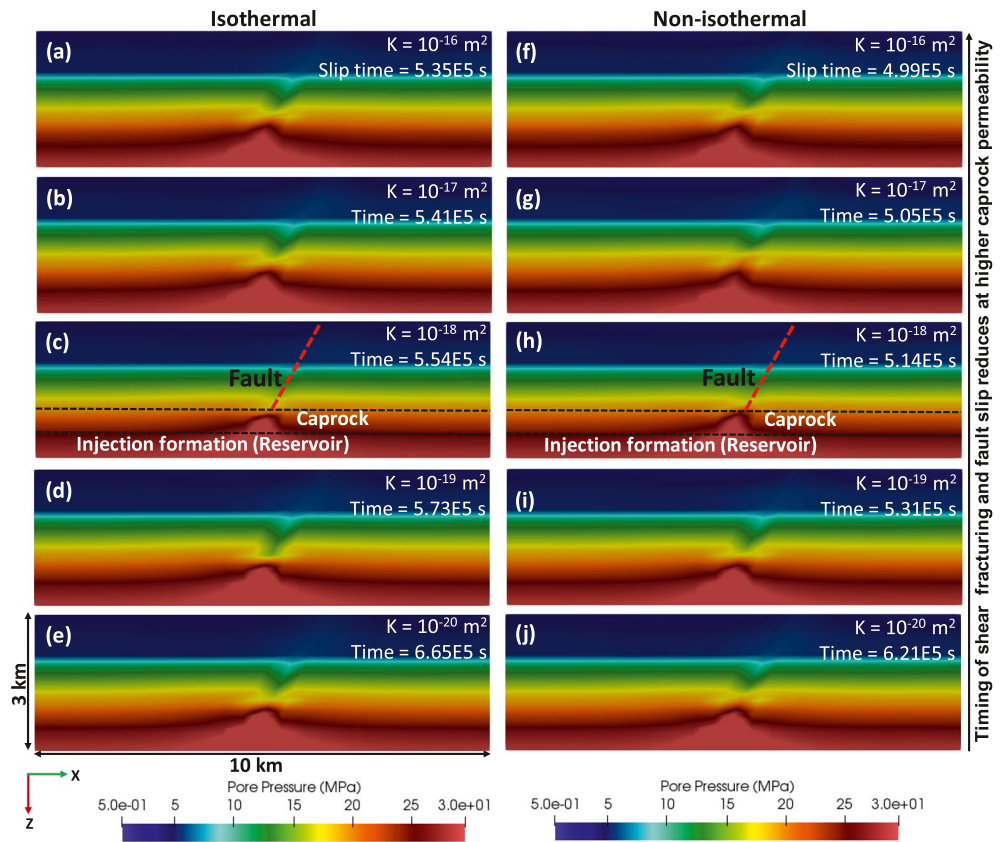 Isothermal
Non-isothermal
(a)
K = 10⁻¹⁶ m²
Slip time = 5.35E5 s
(f)
K = 10⁻¹⁶ m²
Slip time = 4.99E5 s
(b)
K = 10⁻¹⁷ m²
Time = 5.41E5 s
(g)
K = 10⁻¹⁷ m²
Time = 5.05E5 s
(c)
K = 10⁻¹⁸ m²
Time = 5.54E5 s
Fault
Caprock
Injection formation (Reservoir)
(h)
K = 10⁻¹⁸ m²
Time = 5.14E5 s
Fault
Caprock
Injection formation (Reservoir)
(d)
K = 10⁻¹⁹ m²
Time = 5.73E5 s
(i)
K = 10⁻¹⁹ m²
Time = 5.31E5 s
(e)
K = 10⁻²⁰ m²
Time = 6.65E5 s
(j)
K = 10⁻²⁰ m²
Time = 6.21E5 s
Timing of shear fracturing and fault slip reduces at higher caprock permeability
3 km
10 km
X
Z
Pore Pressure (MPa)
5.0e-01 5 10 15 20 25 3.0e+01
Pore Pressure (MPa)
5.0e-01 5 10 15 20 25 3.0e+01